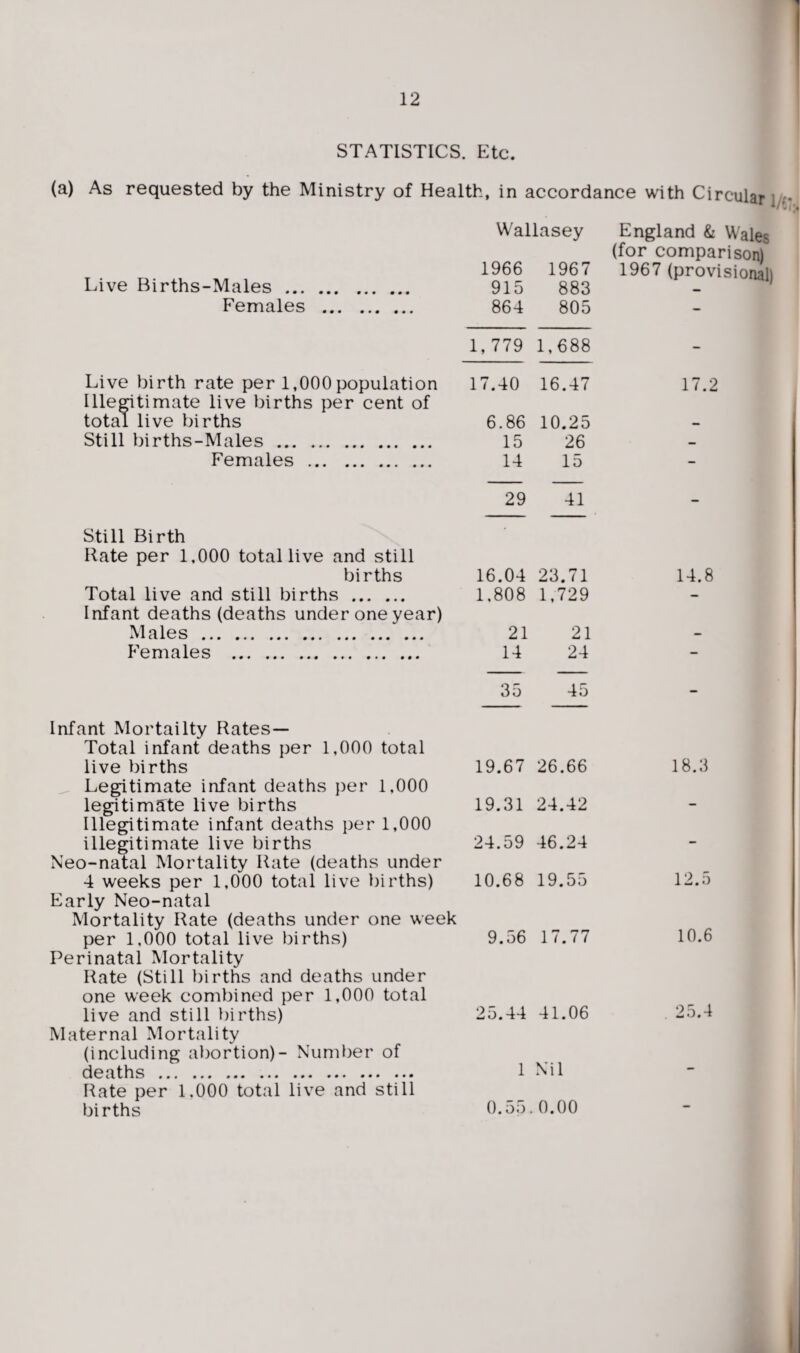 12
STATISTICS. Etc.
(a) As requested by the Ministry of Health, in accordance with Circular
Wallasey England & Wales
(for comparison)
1966 1967 1967 (provisional)
Live Births-Males ... ... ... ... 915 883 -
Females ... ... ... 864 805 -
1,779 1,688 -
Live birth rate per 1,000 population 17.40 16.47 17.2
Illegitimate live births per cent of
total live births 6.86 10.25 -
Still births-Males ... ... ... ... ... 15 26 -
Females ... ... ... ... 14 15 -
29 41 -
Still Birth
Rate per 1.000 total live and still
births 16.04 23.71 14.8
Total live and still births ... ... 1.808 1,729 -
Infant deaths (deaths under one year)
Males ... ... ... ... ... ... ... 21 21 -
Females ... ... ... ... ... ... 14 24 -
35 45 -
Infant Mortailty Rates—
Total infant deaths per 1,000 total
live births 19.67 26.66 18.3
Legitimate infant deaths per 1,000
legitimate live births 19.31 24.42 -
Illegitimate infant deaths per 1,000
illegitimate live births 24.59 46.24 -
Neo-natal Mortality Rate (deaths under
4 weeks per 1,000 total live births) 10.68 19.55 12.5
Early Neo-natal
Mortality Rate (deaths under one week
per 1.000 total live births) 9.56 17.77 10.6
Perinatal Mortality
Rate (Still births and deaths under
one week combined per 1,000 total
live and still births) 25.44 41.06 25.4
Maternal Mortality
(including abortion)- Number of
deaths ... ... ... ... ... ... ... ... 1 Nil -
Rate per 1.000 total live and still
births 0.55 0.00 -